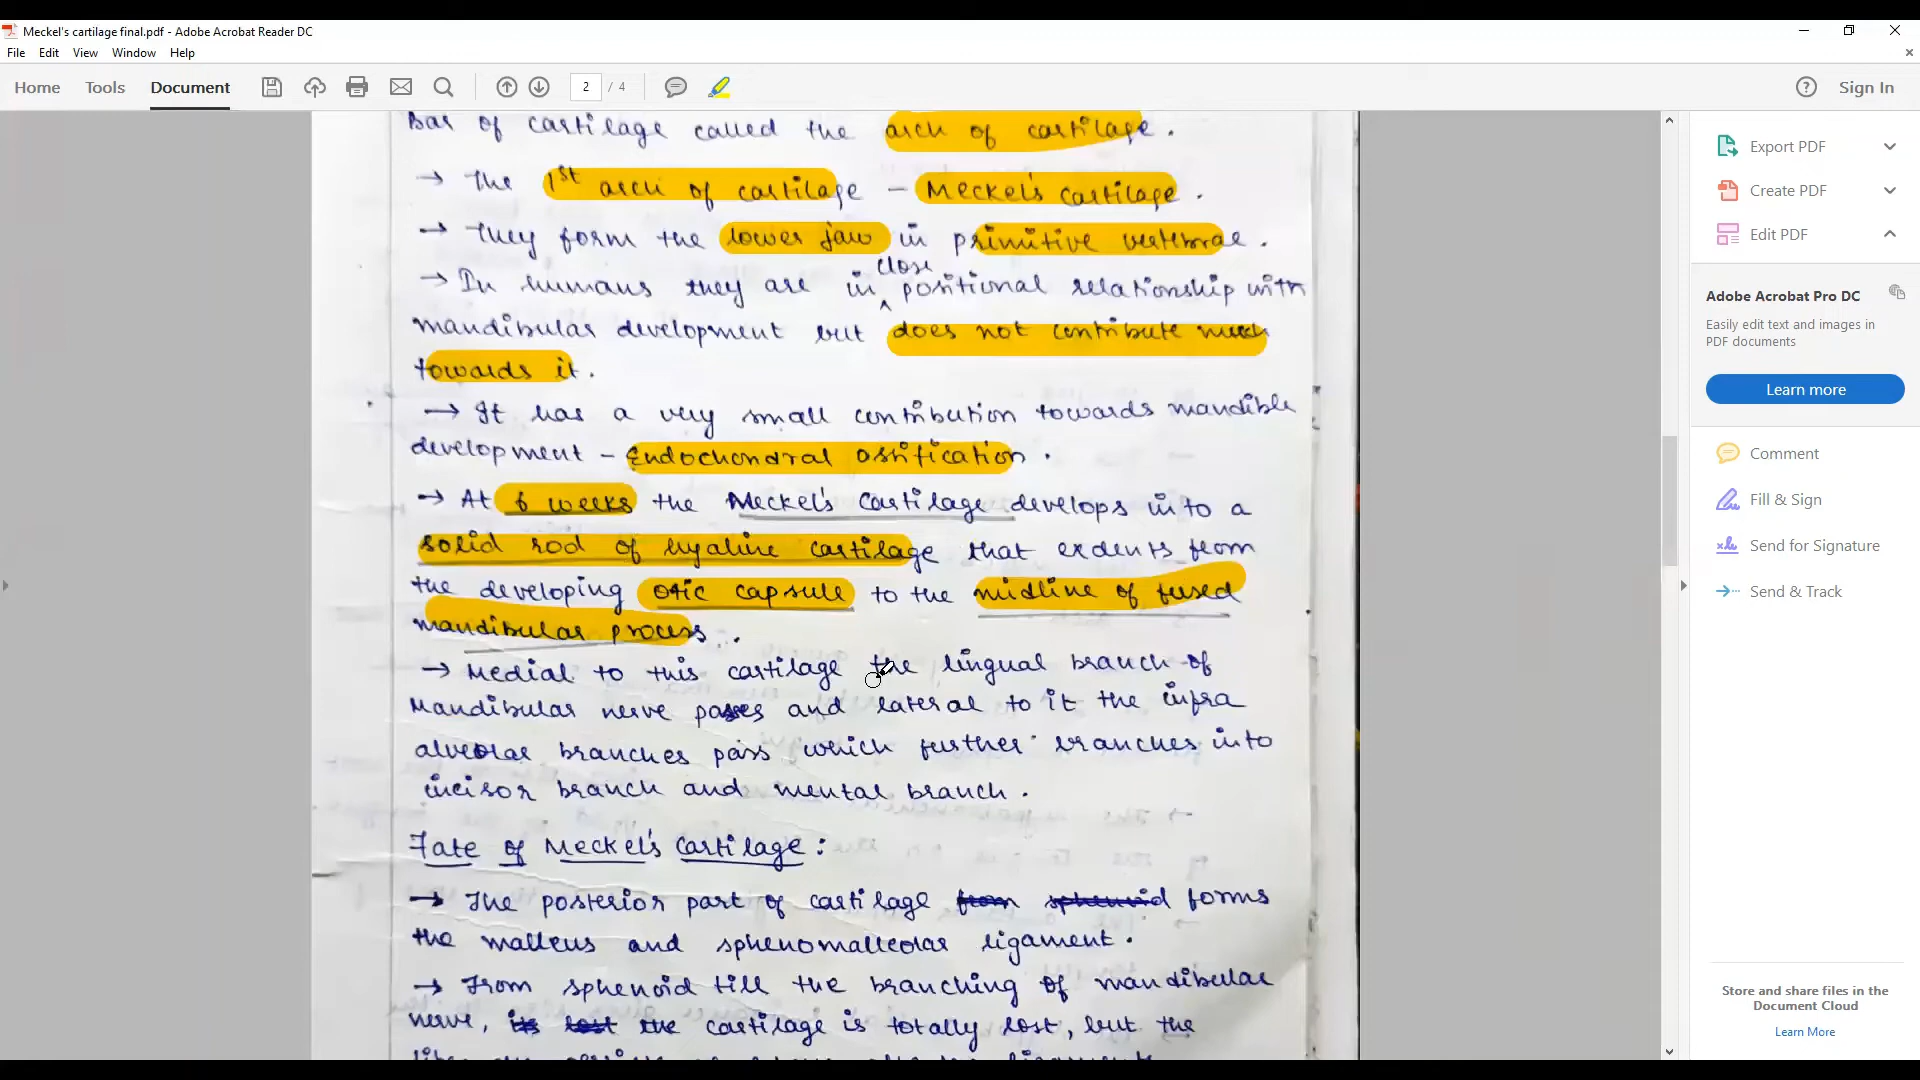 Meckel's cartilage final.pdf - Adobe Acrobat Reader DC
File Edit View Window Help
Home Tools Document 2 / 4 Sign In
Bar of cartilage called the arch of cartilage.
→ The 1st arch of cartilage – Meckel's cartilage.
→ They form the lower jaw in primitive vertebrae.
→ In humans they are in close positional relationship with
mandibular development but does not contribute much
towards it.
→ It has a very small contribution towards mandible
development – Endochondral ossification.
→ At 6 weeks the Meckel's cartilage develops into a
solid rod of hyaline cartilage that extents from
the developing otic capsule to the midline of fused
mandibular process.
→ Medial to this cartilage the lingual branch of
Mandibular nerve passes and lateral to it the infra
alveolar branches pass which further branches into
incisor branch and mental branch.
Fate of Meckel's Cartilage:
→ The posterior part of cartilage from sphenoid forms
the malleus and sphenomalleolar ligament.
→ From sphenoid till the branching of mandibular
nerve, its lost the cartilage is totally lost, but the
Export PDF
Create PDF
Edit PDF
Adobe Acrobat Pro DC
Easily edit text and images in
PDF documents
Learn more
Comment
Fill & Sign
Send for Signature
Send & Track
Store and share files in the
Document Cloud
Learn More